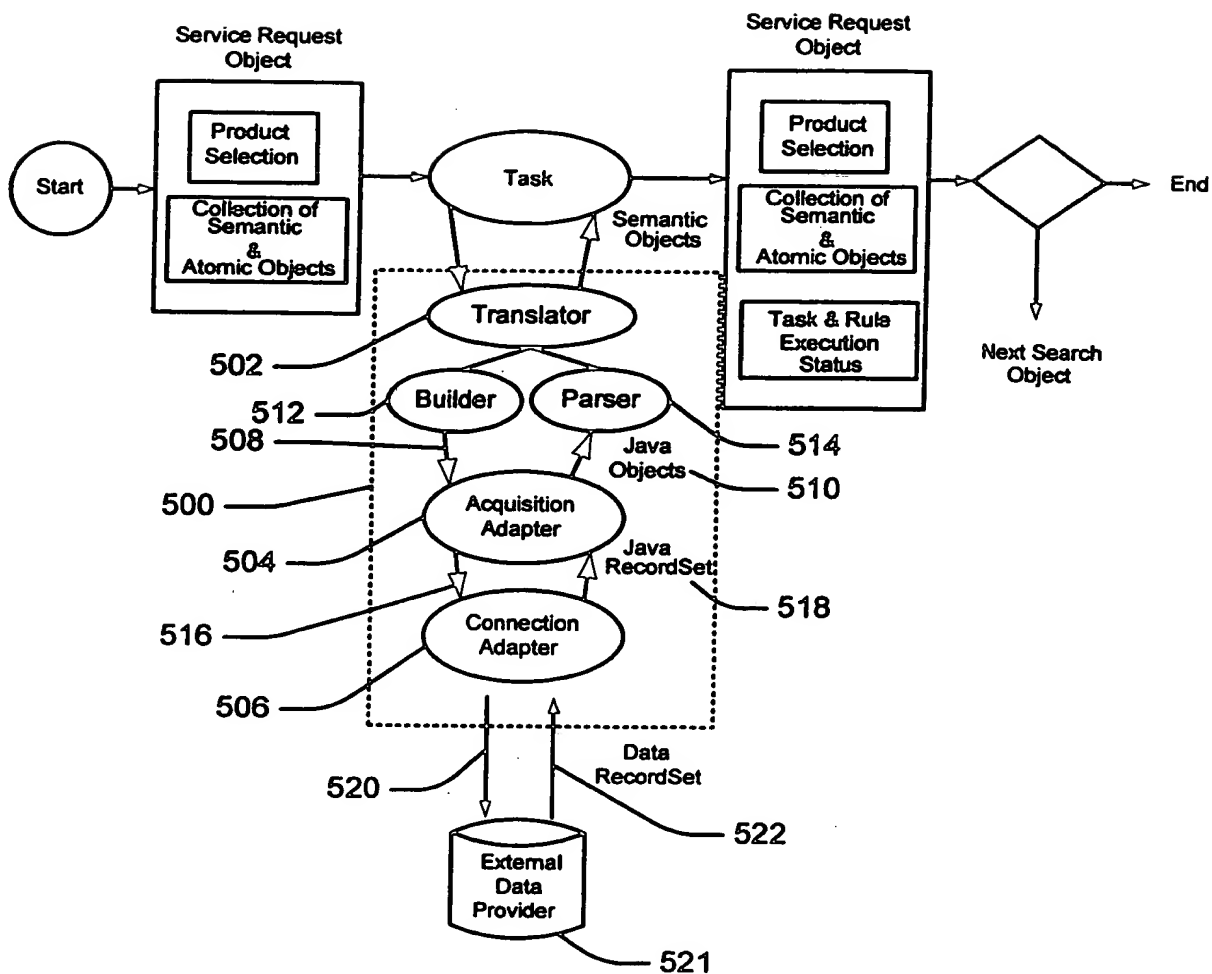 Service Request
Object
Product
Selection
Collection of
Semantic
&
Atomic Objects
Start
Task
Semantic
Objects
Service Request
Object
Product
Selection
Collection of
Semantic
&
Atomic Objects
Task & Rule
Execution
Status
End
Next Search
Object
Translator
502
Builder
Parser
512
508
514
Java
Objects
510
500
Acquisition
Adapter
504
Java
RecordSet
518
516
Connection
Adapter
506
Data
RecordSet
520
522
External
Data
Provider
521